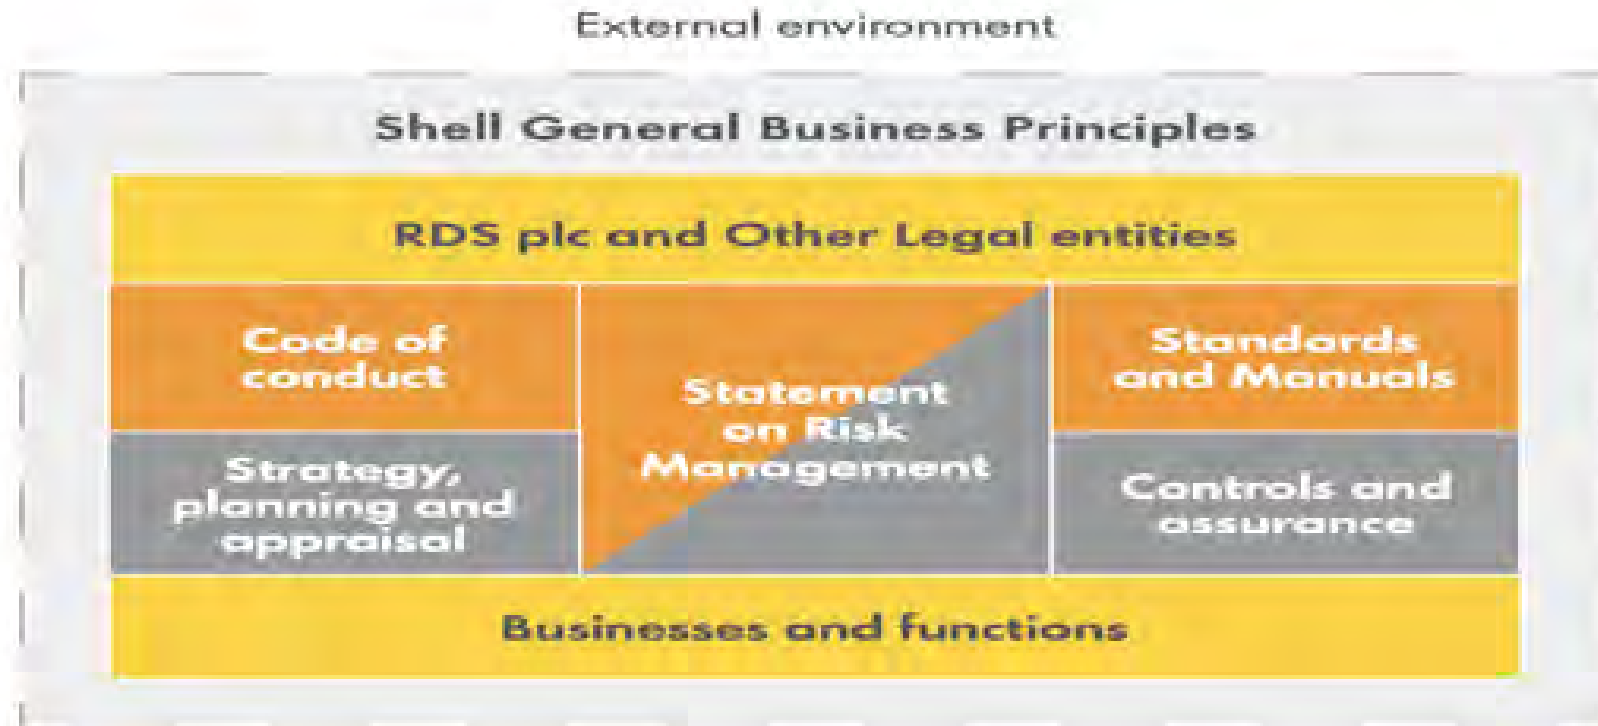 External environment
Shell General Business Principles
RDS plc and Other Legal entities
Code of
conduct
Statement
on Risk
Management
Standards
and Manuals
Strategy,
planning and
appraisal
Controls and
assurance
Businesses and functions